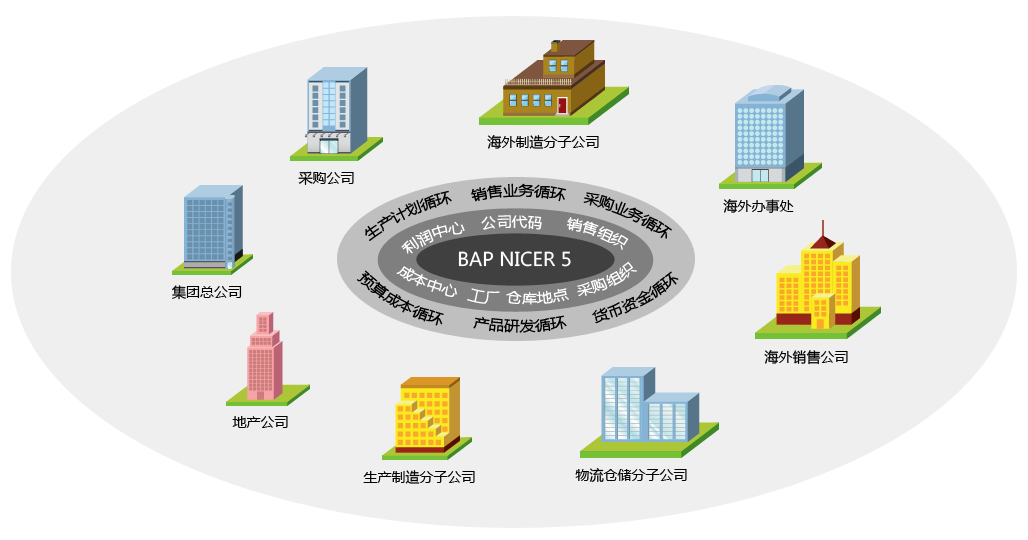 海外制造分子公司
采购公司
海外办事处
生产计划循环
销售业务循环
采购业务循环
利润中心
公司代码
销售组织
BAP NICER 5
成本中心
工厂
仓库地点
采购组织
预算成本循环
产品研发循环
货币资金循环
集团总公司
海外销售公司
地产公司
生产制造分子公司
物流仓储分子公司